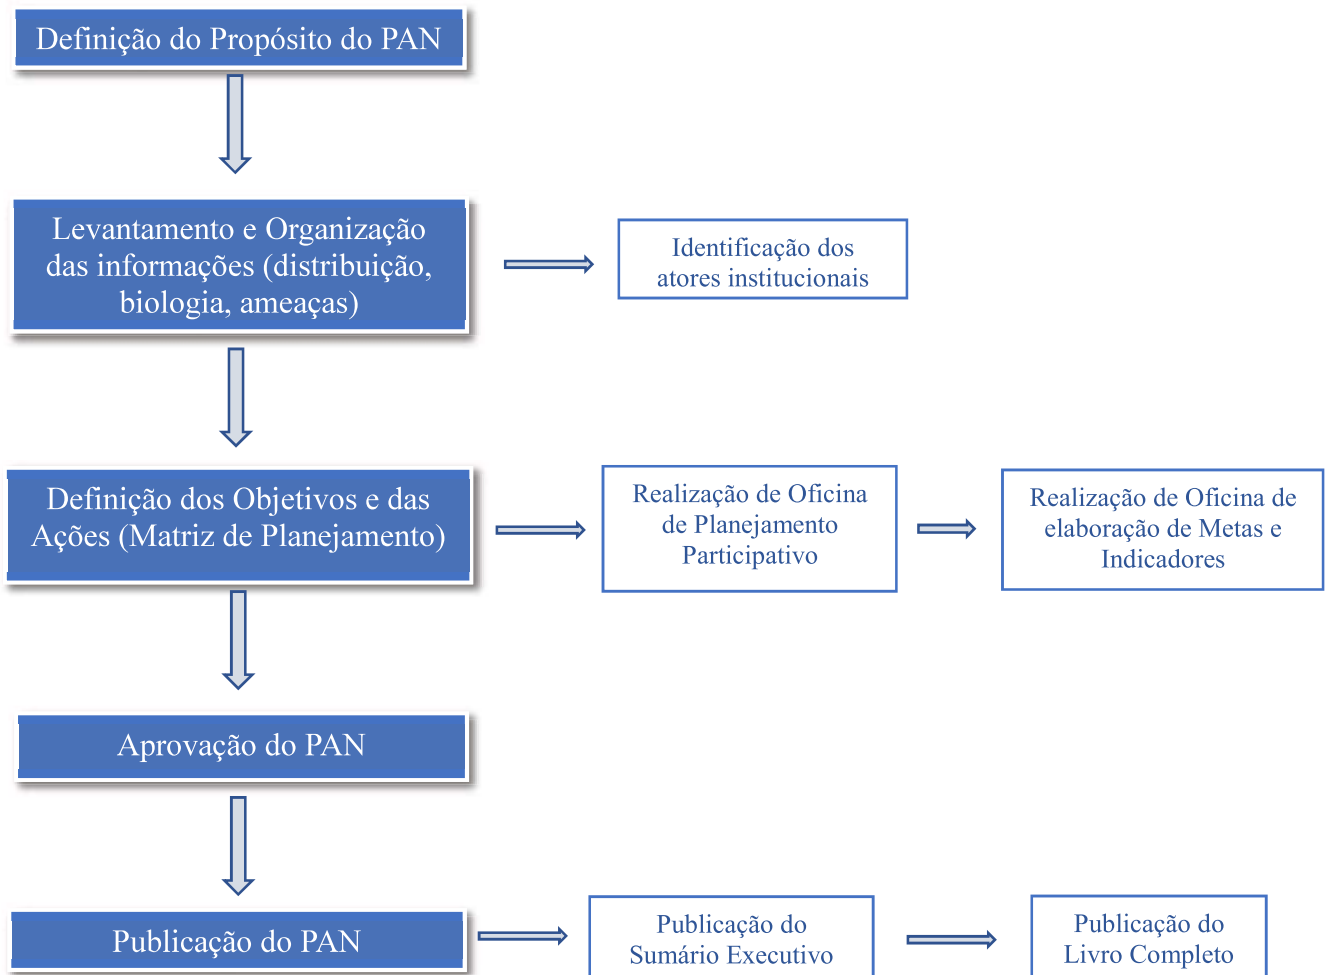 Definição do Propósito do PAN
Levantamento e Organização
das informações (distribuição,
biologia, ameaças)
Identificação dos
atores institucionais
Definição dos Objetivos e das
Ações (Matriz de Planejamento)
Realização de Oficina
de Planejamento
Participativo
Realização de Oficina de
elaboração de Metas e
Indicadores
Aprovação do PAN
Publicação do PAN
Publicação do
Sumário Executivo
Publicação do
Livro Completo